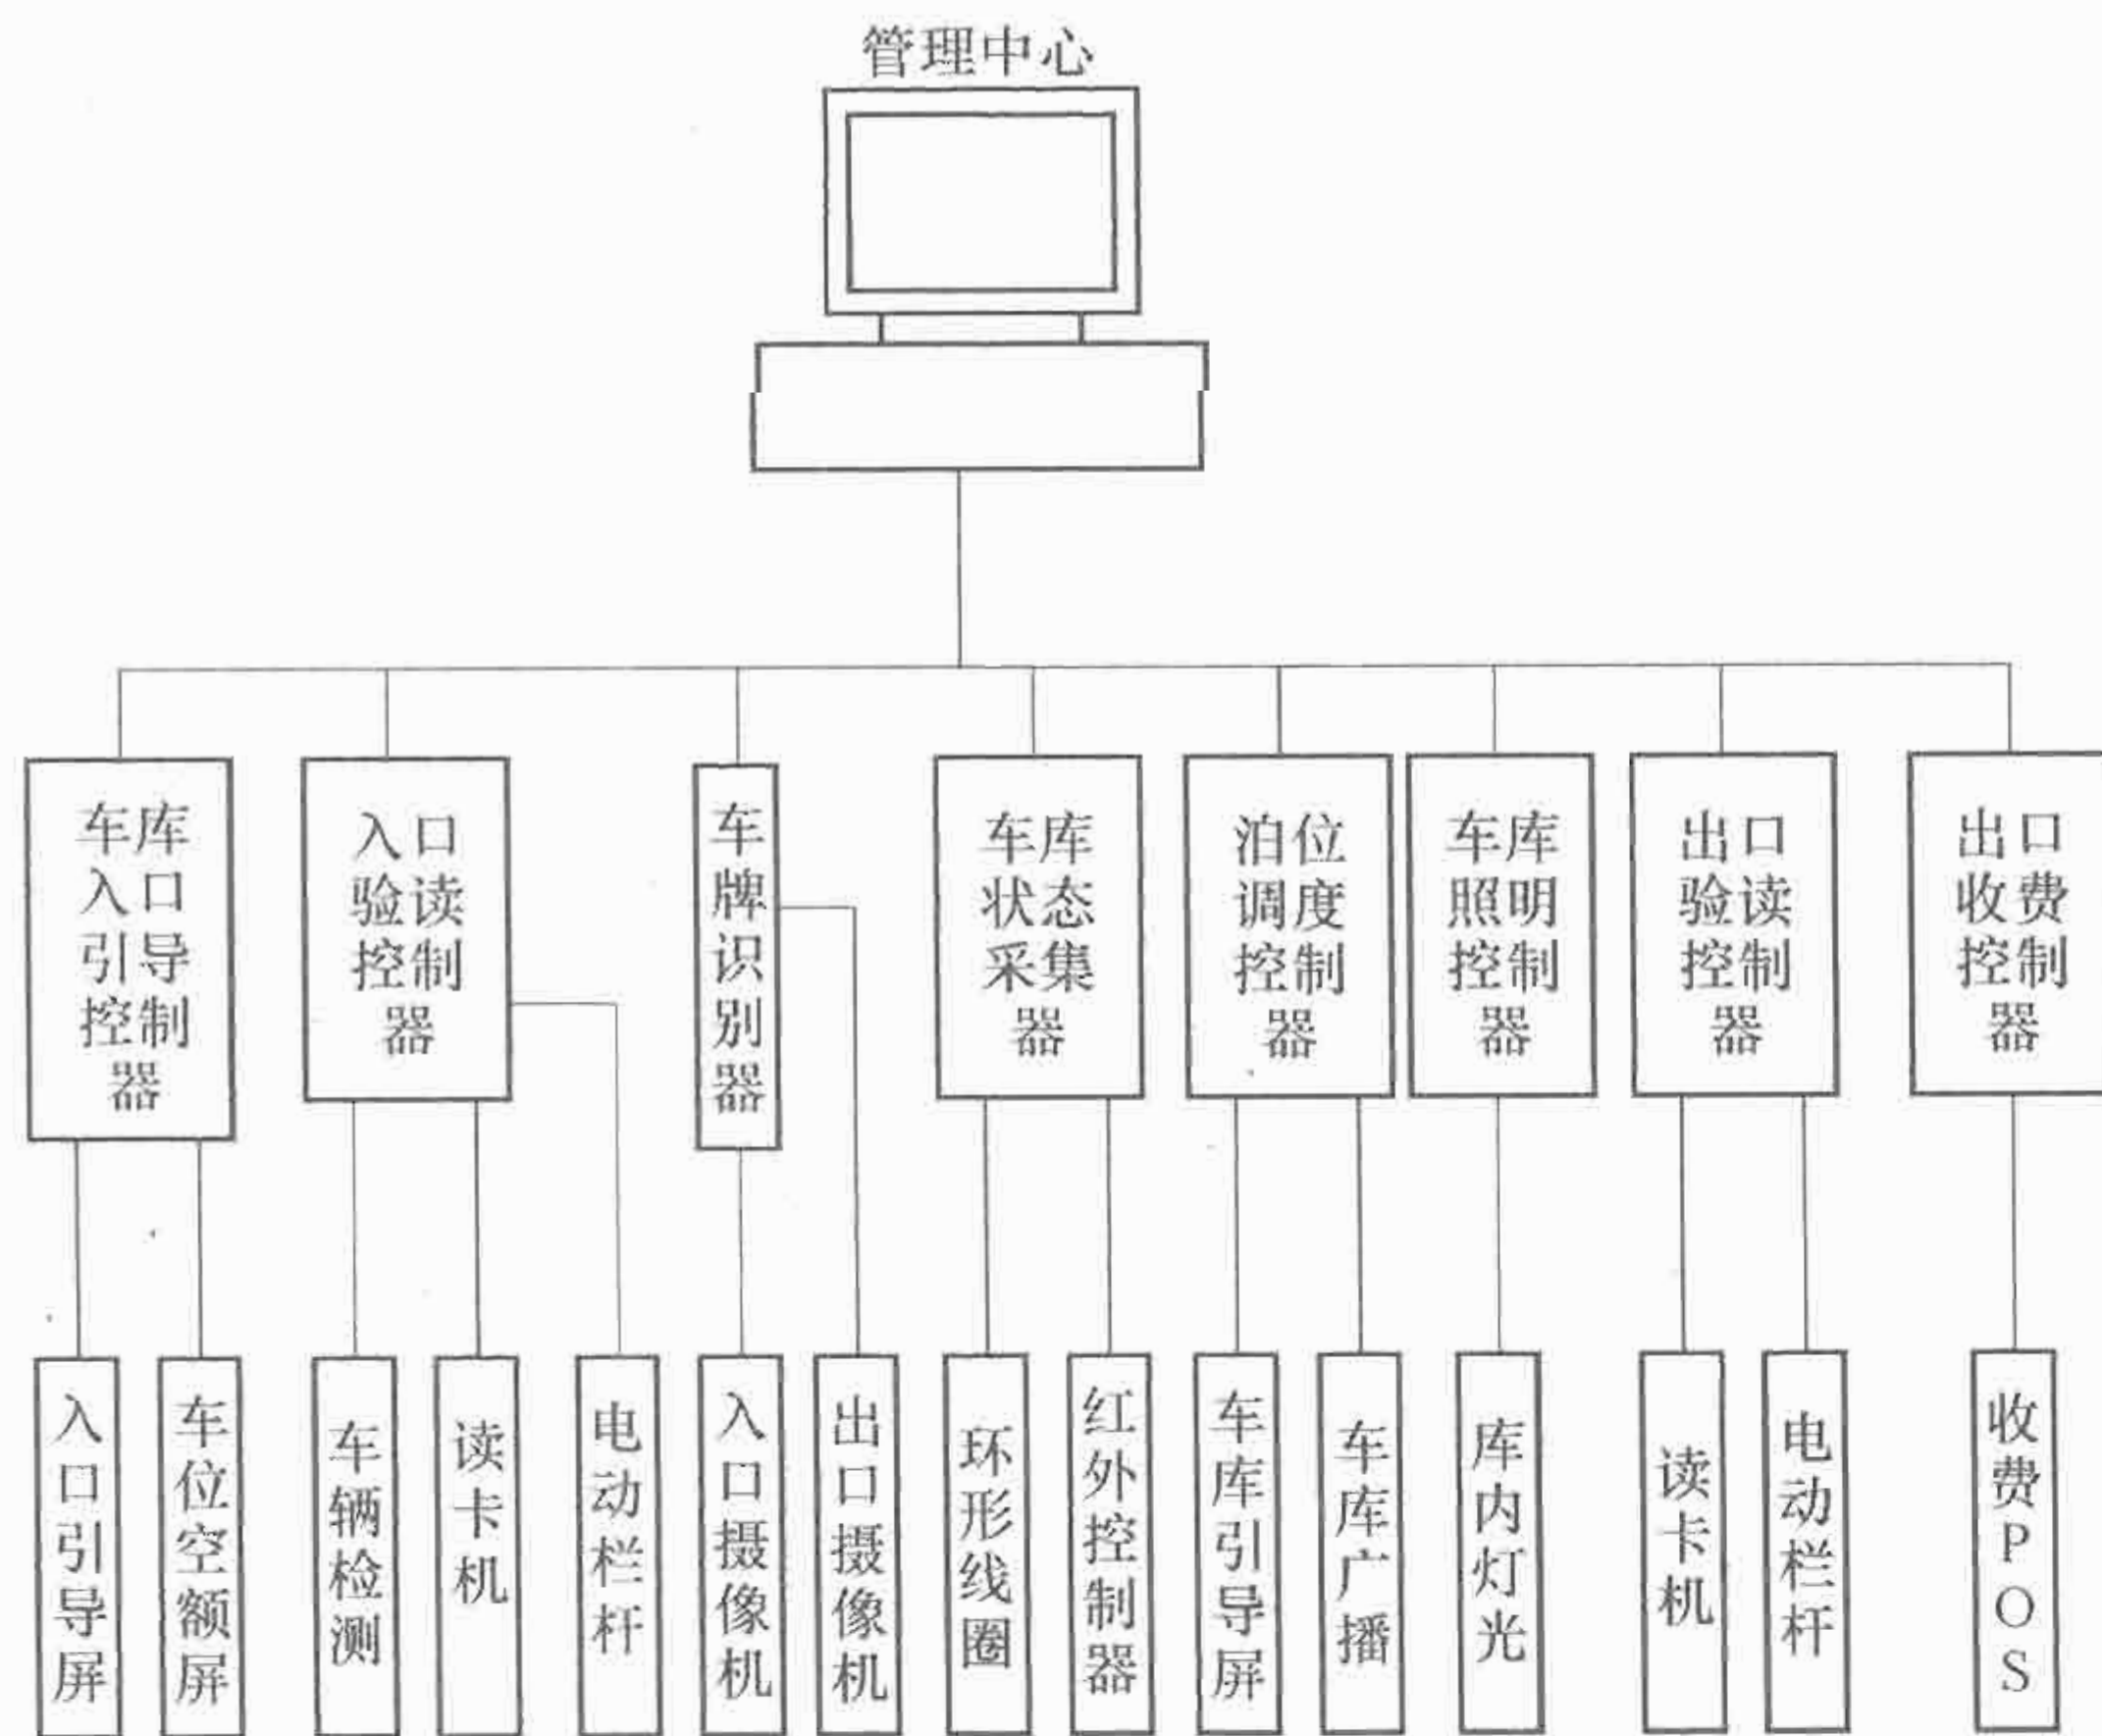 管理中心
车库
入口
引导
控制
器
入口
验读
控制
器
车牌识别器
车库
状态
采集
器
泊位
调度
控制
器
车库
照明
控制
器
出口
验读
控制
器
出口
收费
控制
器
入口引导屏
车位空额屏
车辆检测
读卡机
电动栏杆
入口摄像机
出口摄像机
环形线圈
红外控制器
车库引导屏
车库广播
库内灯光
读卡机
电动栏杆
收费POS